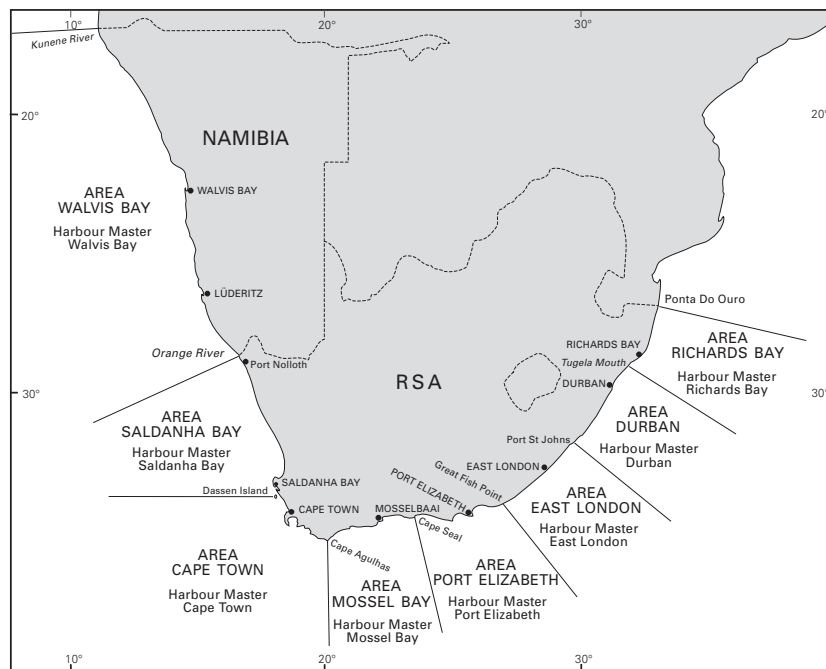 10°
20°
30°
Kunene River
20°
20°
NAMIBIA
WALVIS BAY
AREA
WALVIS BAY
Harbour Master
Walvis Bay
LÜDERITZ
Ponta Do Ouro
Orange River
Port Nolloth
RICHARDS BAY
Tugela Mouth
DURBAN
AREA
RICHARDS BAY
Harbour Master
Richards Bay
RSA
30°
30°
AREA
SALDANHA BAY
Harbour Master
Saldanha Bay
AREA
DURBAN
Harbour Master
Durban
Port St Johns
EAST LONDON
Great Fish Point
PORT ELIZABETH
SALDANHA BAY
Dassen Island
CAPE TOWN
MOSSELBAAI
Cape Seal
Cape Agulhas
AREA
EAST LONDON
Harbour Master
East London
AREA
CAPE TOWN
Harbour Master
Cape Town
AREA
MOSSEL BAY
Harbour Master
Mossel Bay
AREA
PORT ELIZABETH
Harbour Master
Port Elizabeth
10°
20°
30°